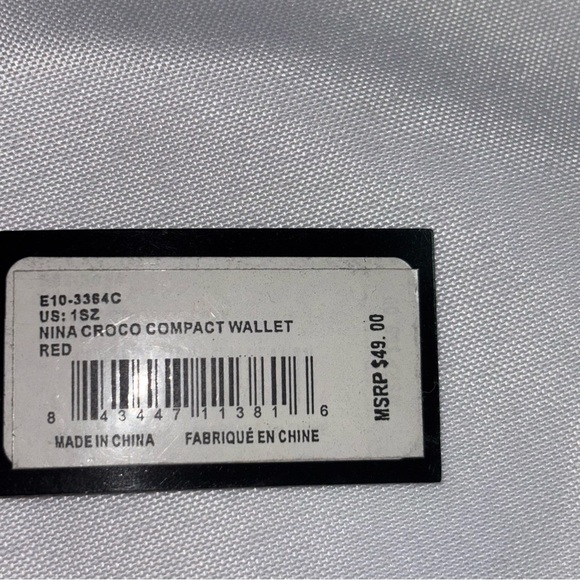 E10-3364C
US: 1SZ
NINA CROCO COMPACT WALLET
RED
8 43447 11381 6
MADE IN CHINA FABRIQUÉ EN CHINE
MSRP $49.00